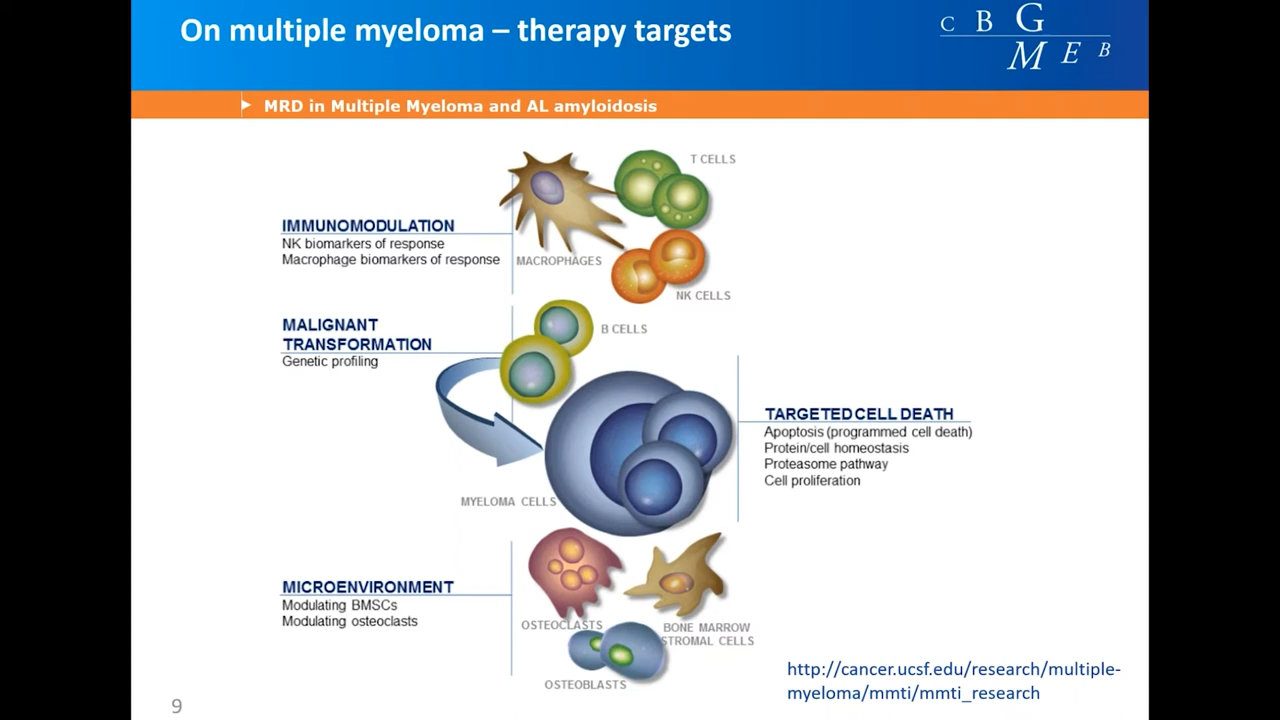 On multiple myeloma – therapy targets
C B G
M E B
MRD in Multiple Myeloma and AL amyloidosis
T CELLS
IMMUNOMODULATION
NK biomarkers of response
Macrophage biomarkers of response
MACROPHAGES
NK CELLS
MALIGNANT
TRANSFORMATION
Genetic profiling
B CELLS
TARGETED CELL DEATH
Apoptosis (programmed cell death)
Protein/cell homeostasis
Proteasome pathway
Cell proliferation
MYELOMA CELLS
MICROENVIRONMENT
Modulating BMSCs
Modulating osteoclasts
OSTEOCLASTS
BONE MARROW
STROMAL CELLS
OSTEOBLASTS
http://cancer.ucsf.edu/research/multiple-
myeloma/mmti/mmti_research
9